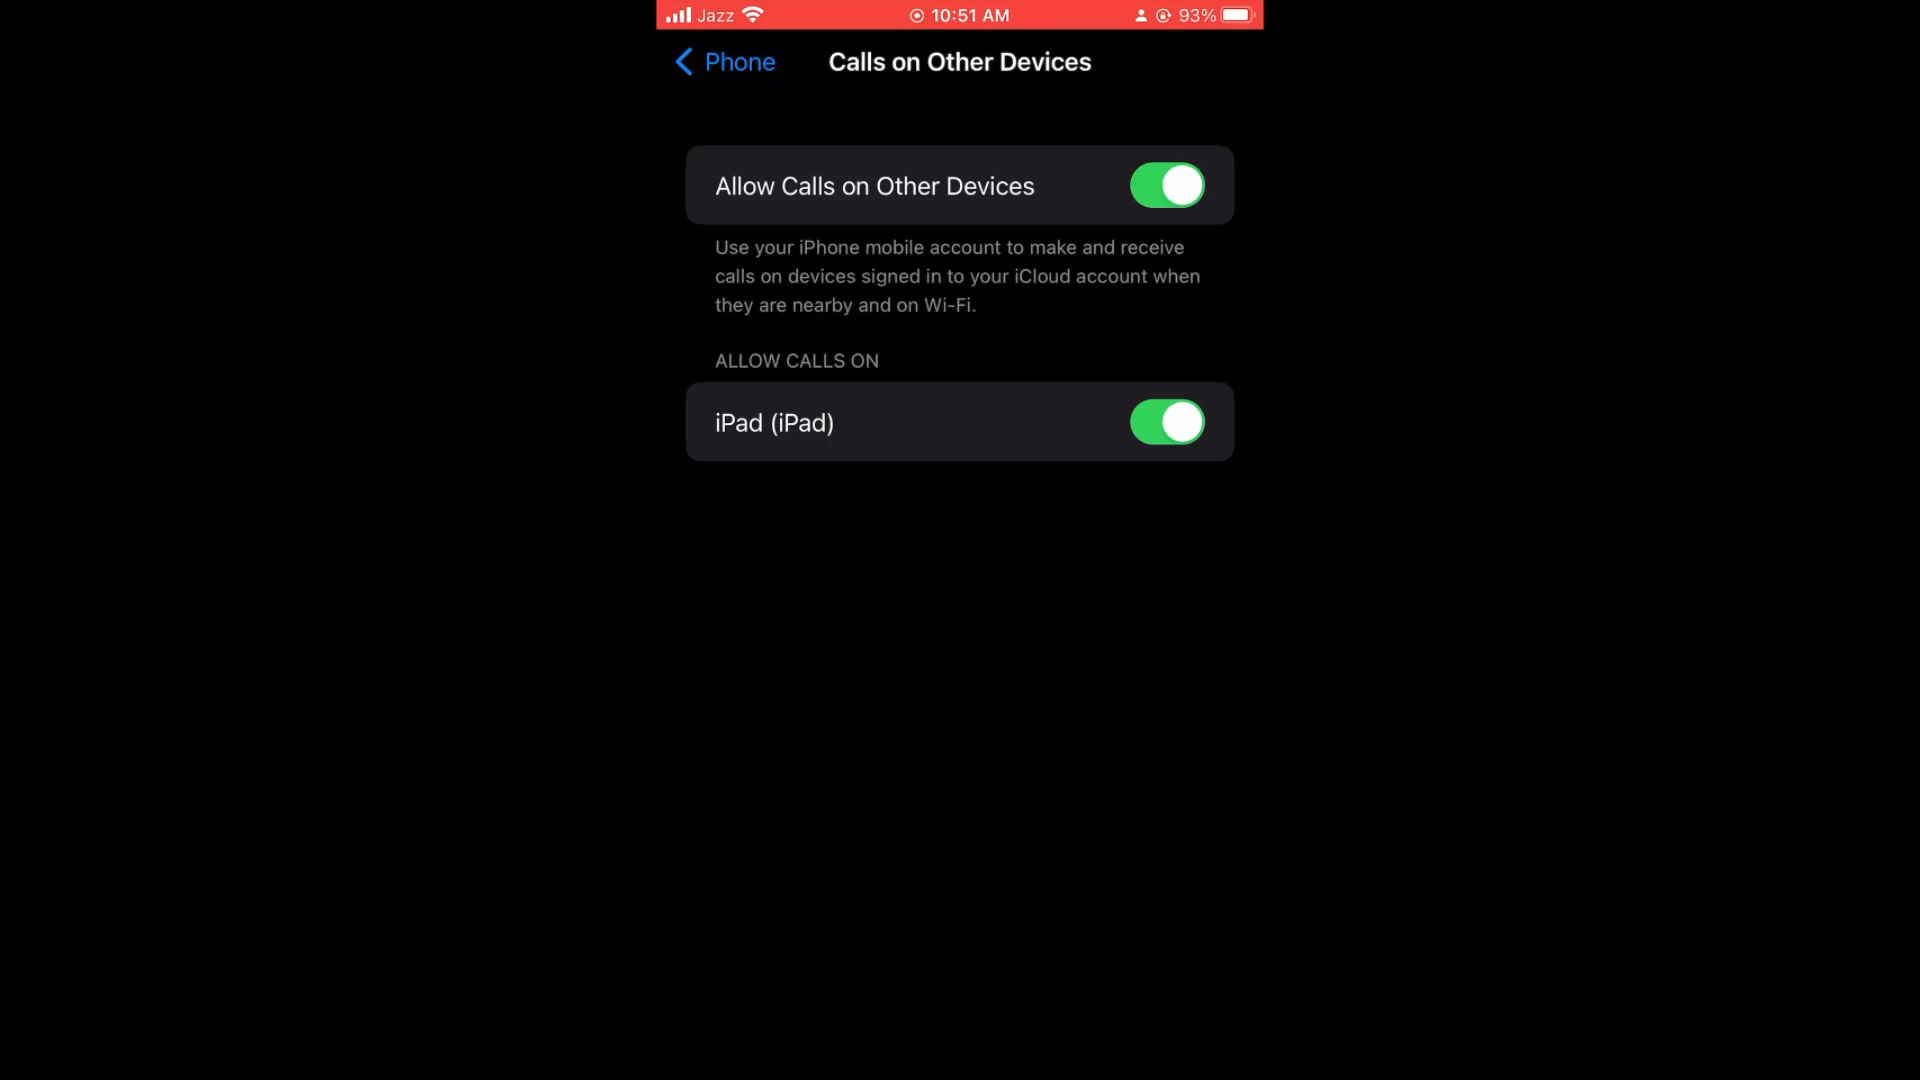 Jazz 10:51 AM 93%
Phone Calls on Other Devices
Allow Calls on Other Devices
Use your iPhone mobile account to make and receive
calls on devices signed in to your iCloud account when
they are nearby and on Wi-Fi.
ALLOW CALLS ON
iPad (iPad)